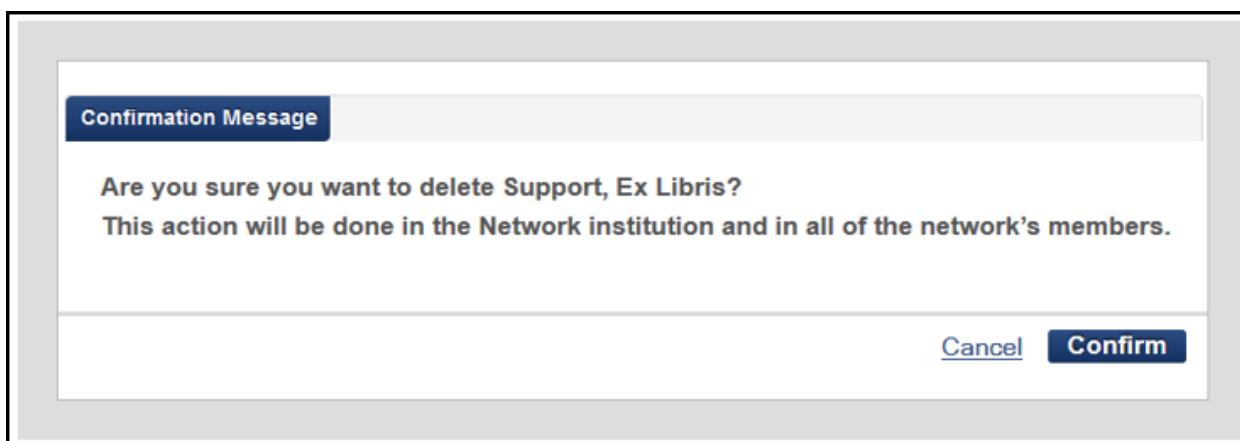 Confirmation Message
Are you sure you want to delete Support, Ex Libris?
This action will be done in the Network institution and in all of the network’s members.
Cancel Confirm